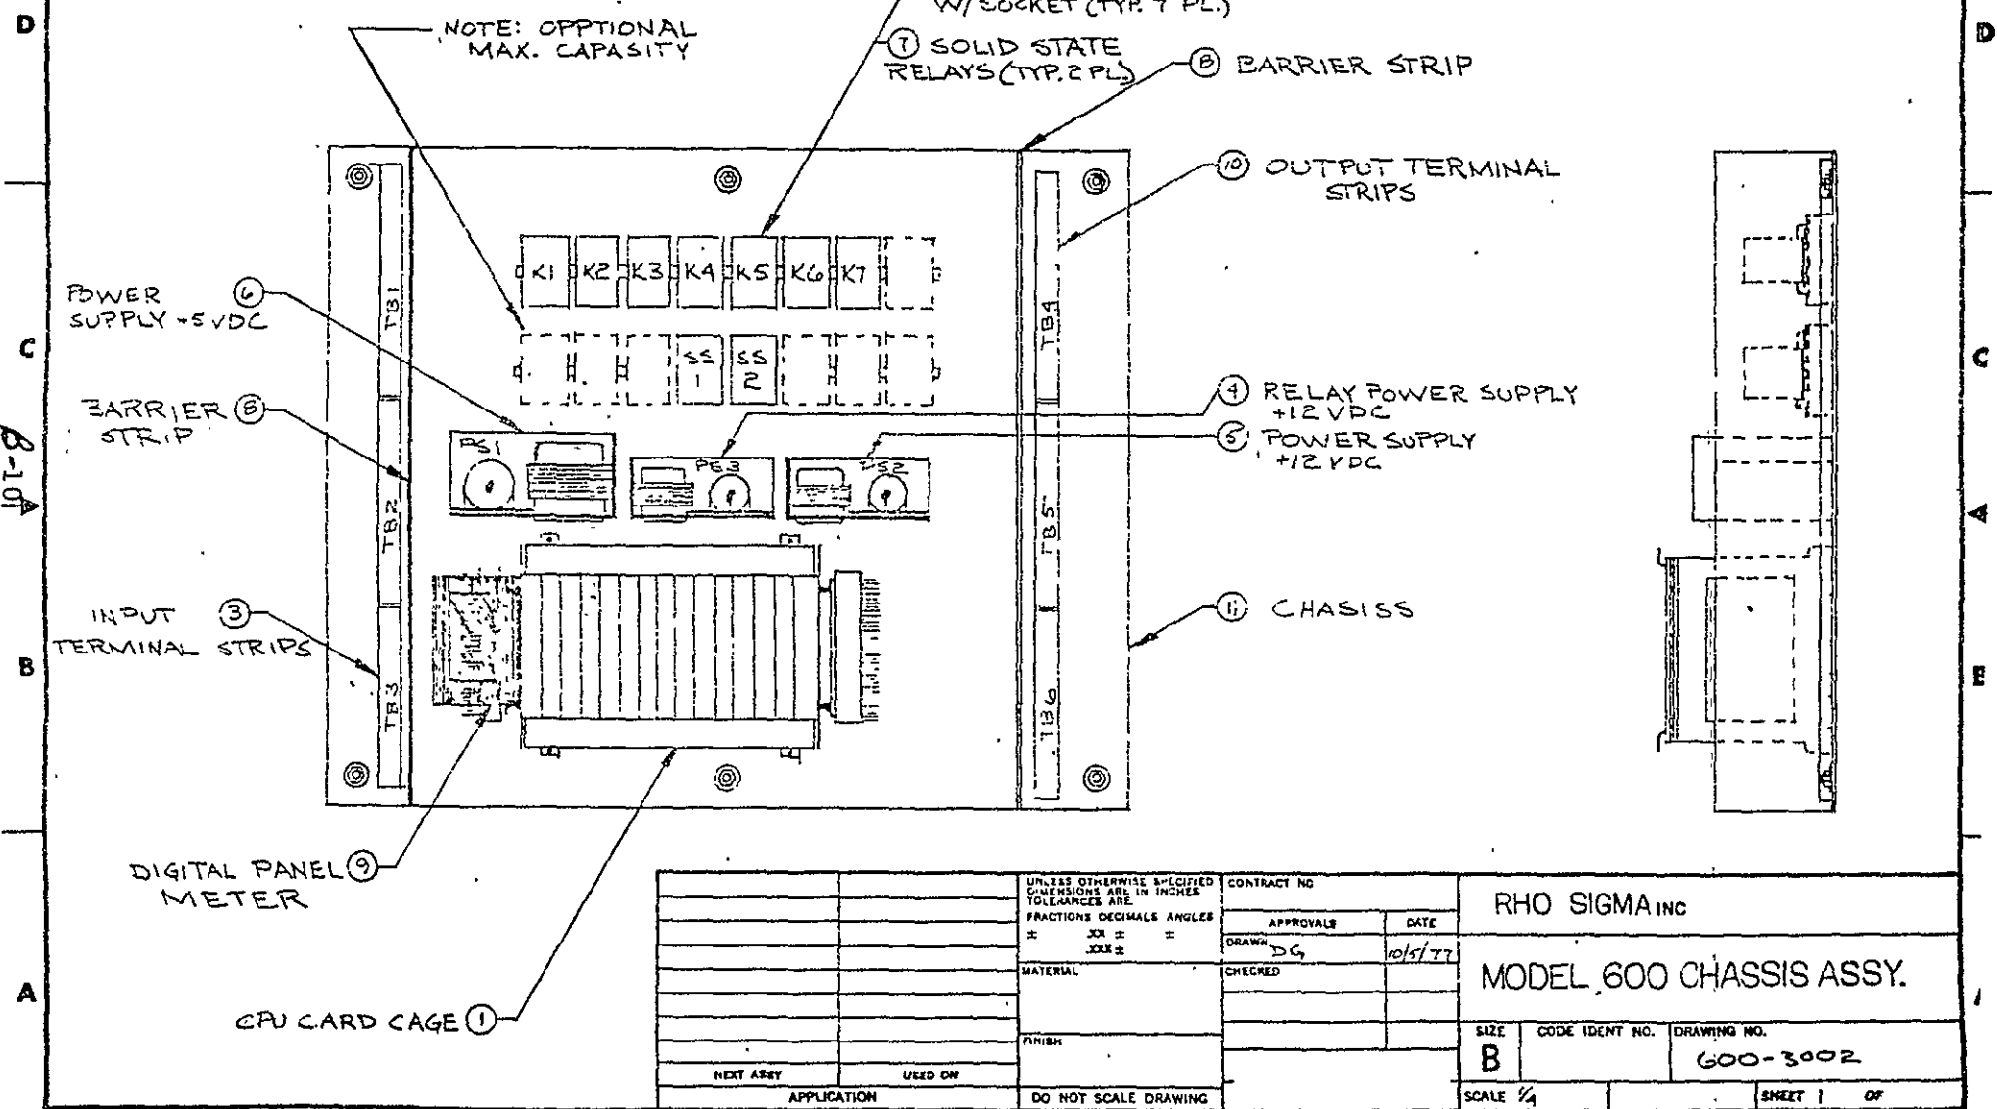 D
D
W/ SOCKET (TYP. 7 PL.)
NOTE: OPPTIONAL
MAX. CAPASITY
7 SOLID STATE
RELAYS (TYP. 2 PL.)
8 BARRIER STRIP
10 OUTPUT TERMINAL
STRIPS
K1 K2 K3 K4 K5 K6 K7
POWER 6
SUPPLY +5 VDC
TB1
TB4
C
C
SS 1
SS 2
4 RELAY POWER SUPPLY
+12 VDC
5 POWER SUPPLY
+12 VDC
BARRIER 8
STRIP
PS1
PS3
PS2
B-10
TB2
TB5
INPUT 3
TERMINAL STRIPS
11 CHASISS
B
TB3
TB6
DIGITAL PANEL 9
METER
CPU CARD CAGE 1
A
NEXT ASSY
USED ON
APPLICATION
UNLESS OTHERWISE SPECIFIED
DIMENSIONS ARE IN INCHES
TOLERANCES ARE
FRACTIONS DECIMALS ANGLES
± .XX ± ±
.XXX ±
MATERIAL
FINISH
DO NOT SCALE DRAWING
CONTRACT NO
APPROVALS DATE
DRAWN DG 10/5/77
CHECKED
RHO SIGMA INC
MODEL 600 CHASSIS ASSY.
SIZE B
CODE IDENT NO.
DRAWING NO.
600-3002
SCALE 1/4
SHEET 1 OF